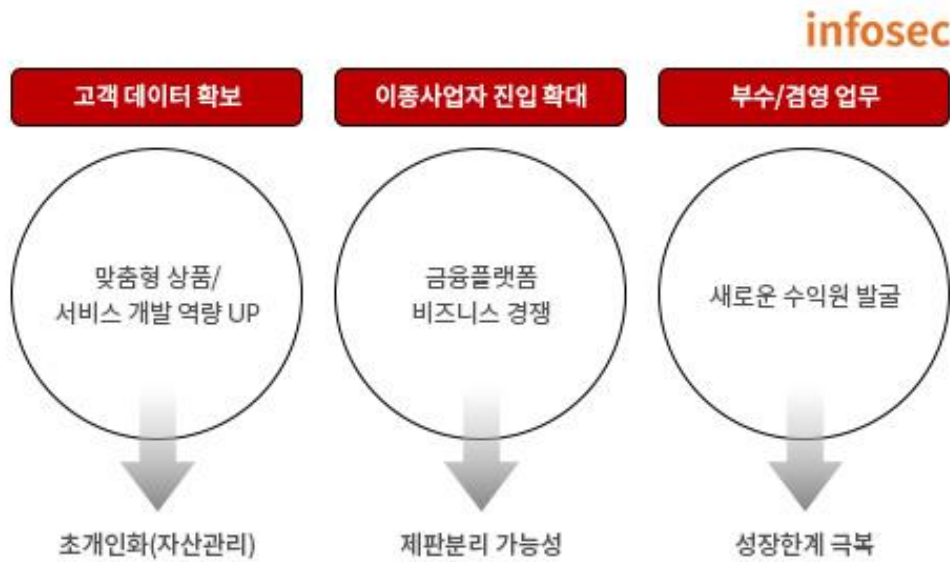 infosec
고객 데이터 확보
이종사업자 진입 확대
부수/겸영 업무
맞춤형 상품/
서비스 개발 역량 UP
금융플랫폼
비즈니스 경쟁
새로운 수익원 발굴
초개인화(자산관리)
제판분리 가능성
성장한계 극복